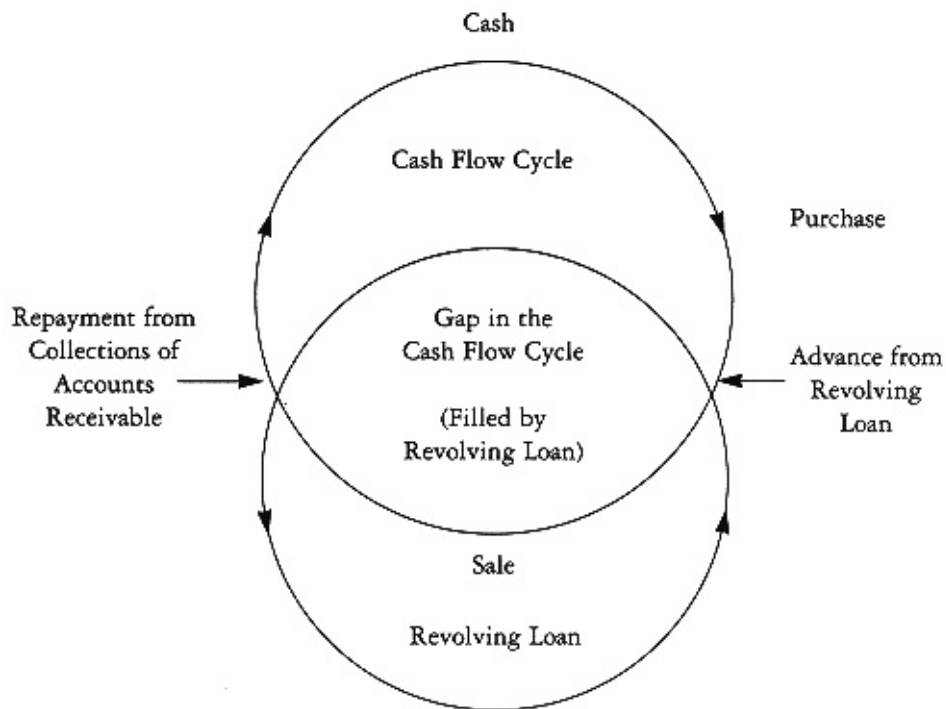 Cash
Cash Flow Cycle
Purchase
Repayment from
Collections of
Accounts
Receivable
Gap in the
Cash Flow Cycle
(Filled by
Revolving Loan)
Advance from
Revolving
Loan
Sale
Revolving Loan